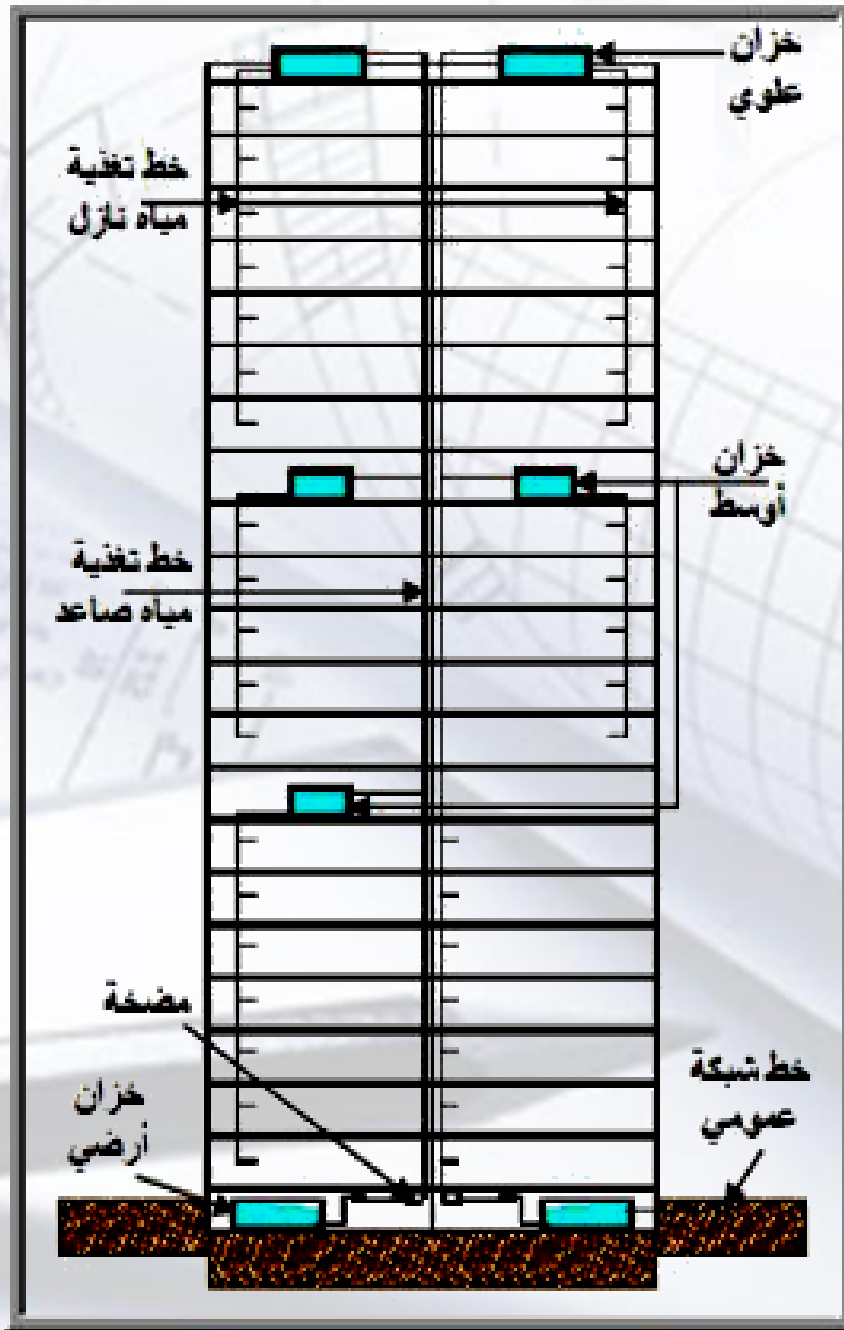 خزان
علوي
خط تغذية
مياه نازل
خزان
أوسط
خط تغذية
مياه صاعد
مضخة
خزان
أرضي
خط شبكة
عمومي